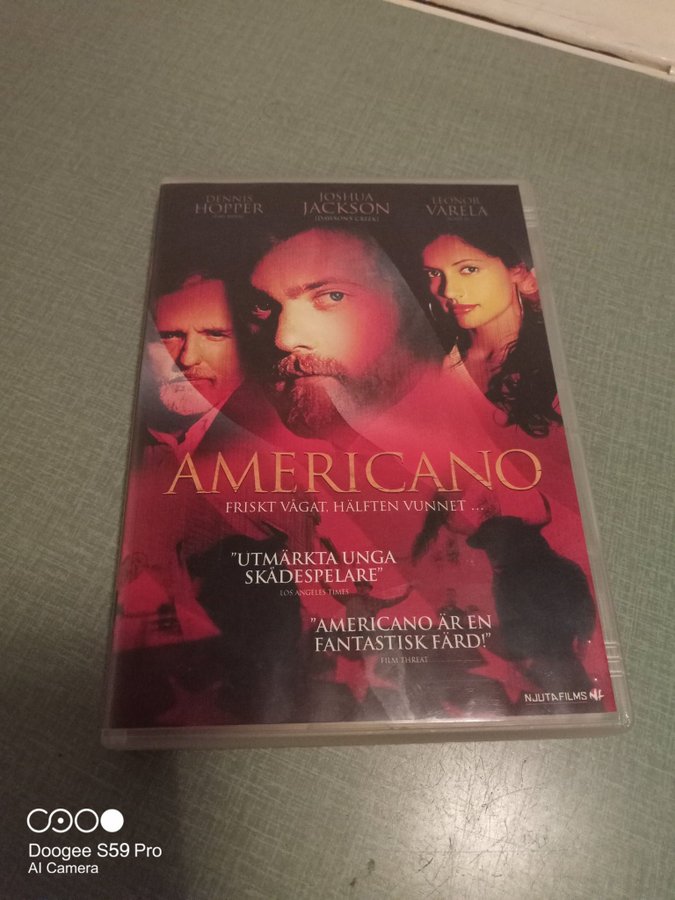 DENNIS
HOPPER
JOSHUA
JACKSON
(DAWSONS CREEK)
LEONOR
VARELA
AMERICANO
FRISKT VÅGAT. HÄLFTEN VUNNET ...
"UTMÄRKTA UNGA
SKÅDESPELARE"
LOS ANGELES TIMES
"AMERICANO ÄR EN
FANTASTISK FÄRD!"
FILM THREAT
NJUTAFILMS
Doogee S59 Pro
AI Camera